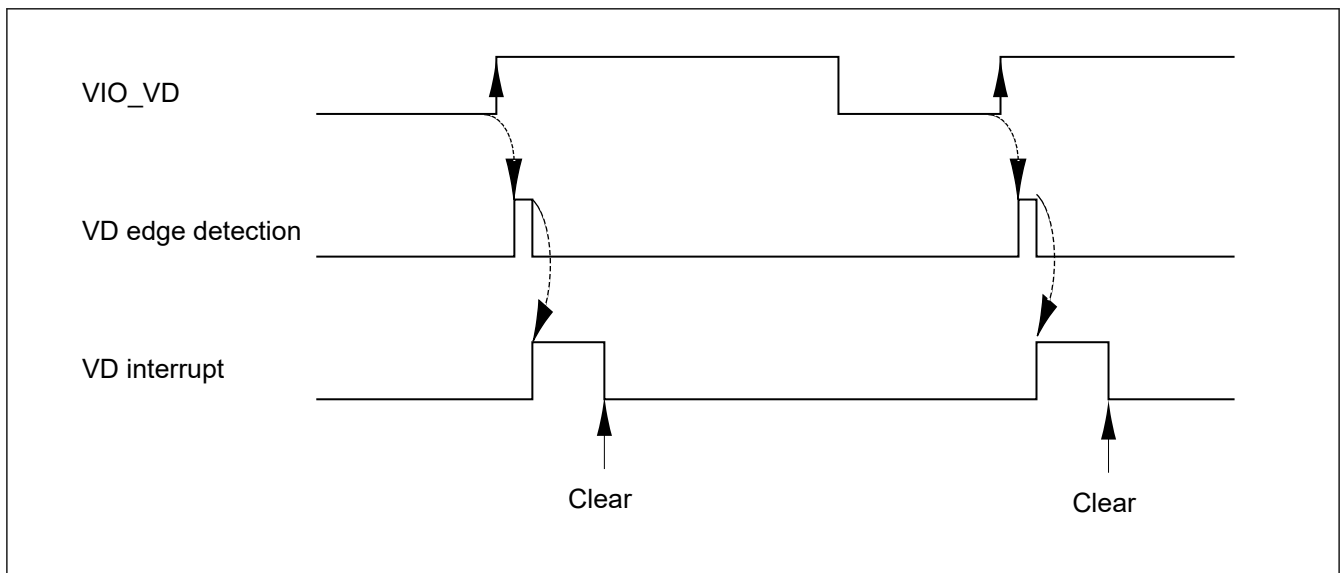 VIO_VD
VD edge detection
VD interrupt
Clear
Clear